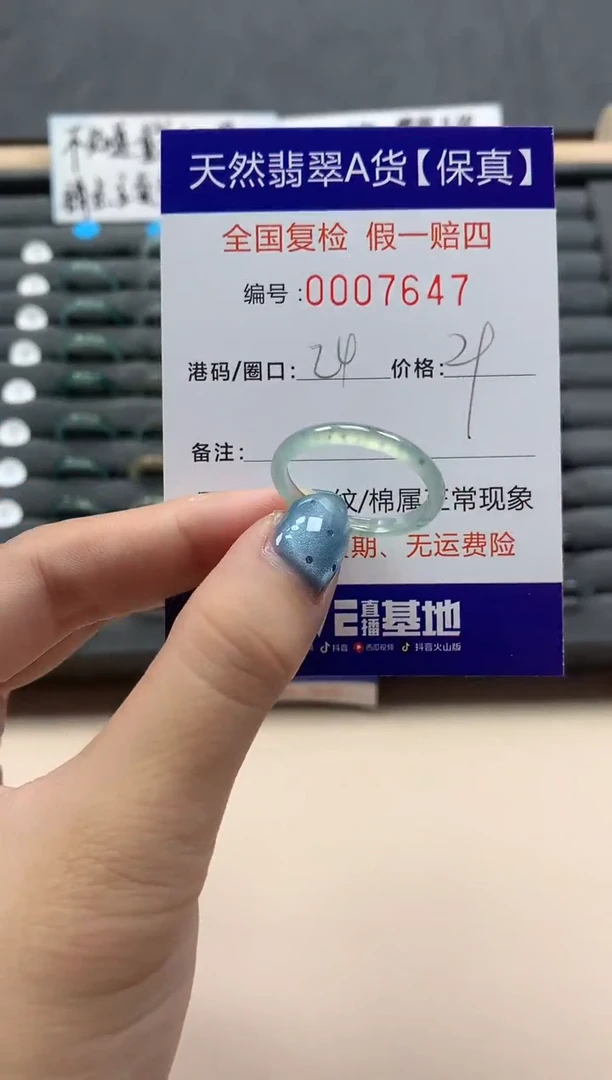 天然翡翠A货【保真】
全国复检 假一赔四
编号:0007647
港码/圈口:24 价格:
备注:
纹/棉属正常现象
期、无运费险
直播基地
抖音 西瓜视频 抖音火山版